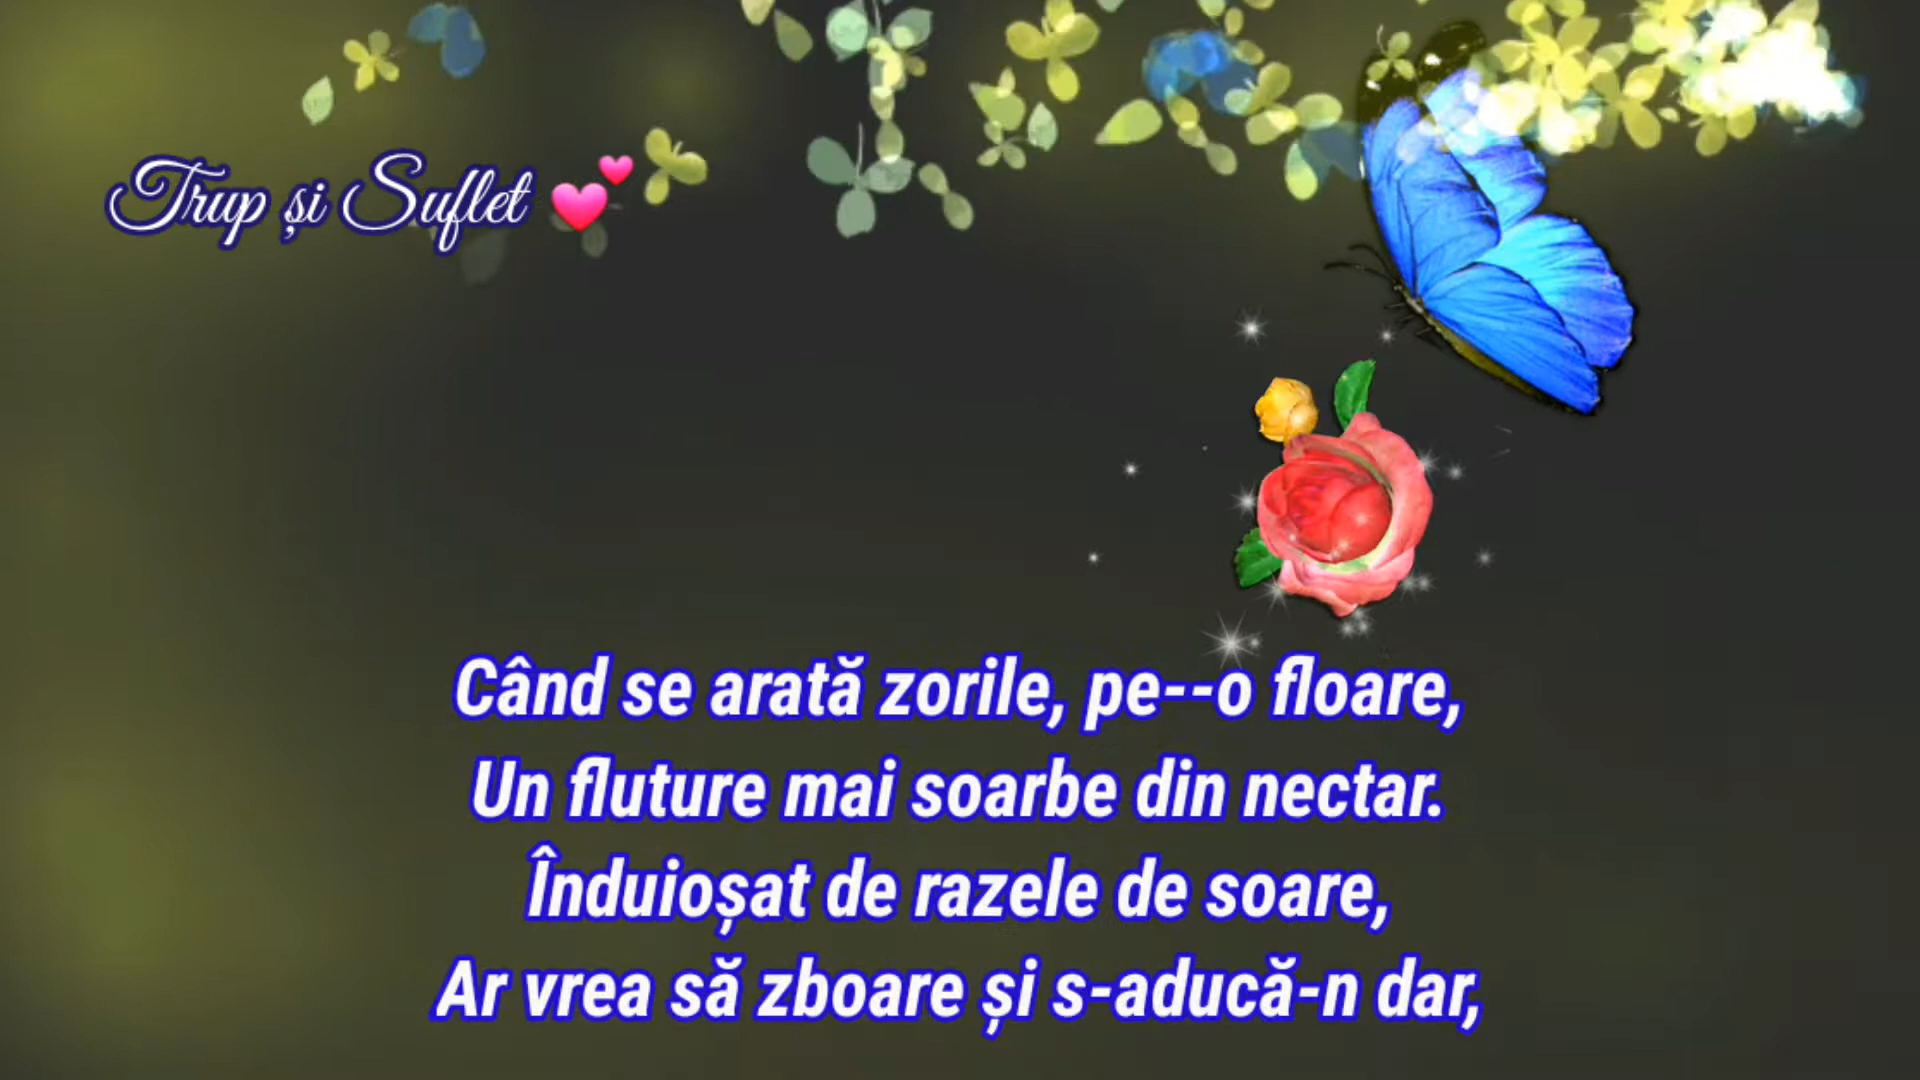 Trup și Suflet 💕
Când se arată zorile, pe--o floare,
Un fluture mai soarbe din nectar.
Înduioșat de razele de soare,
Ar vrea să zboare și s-aducă-n dar,